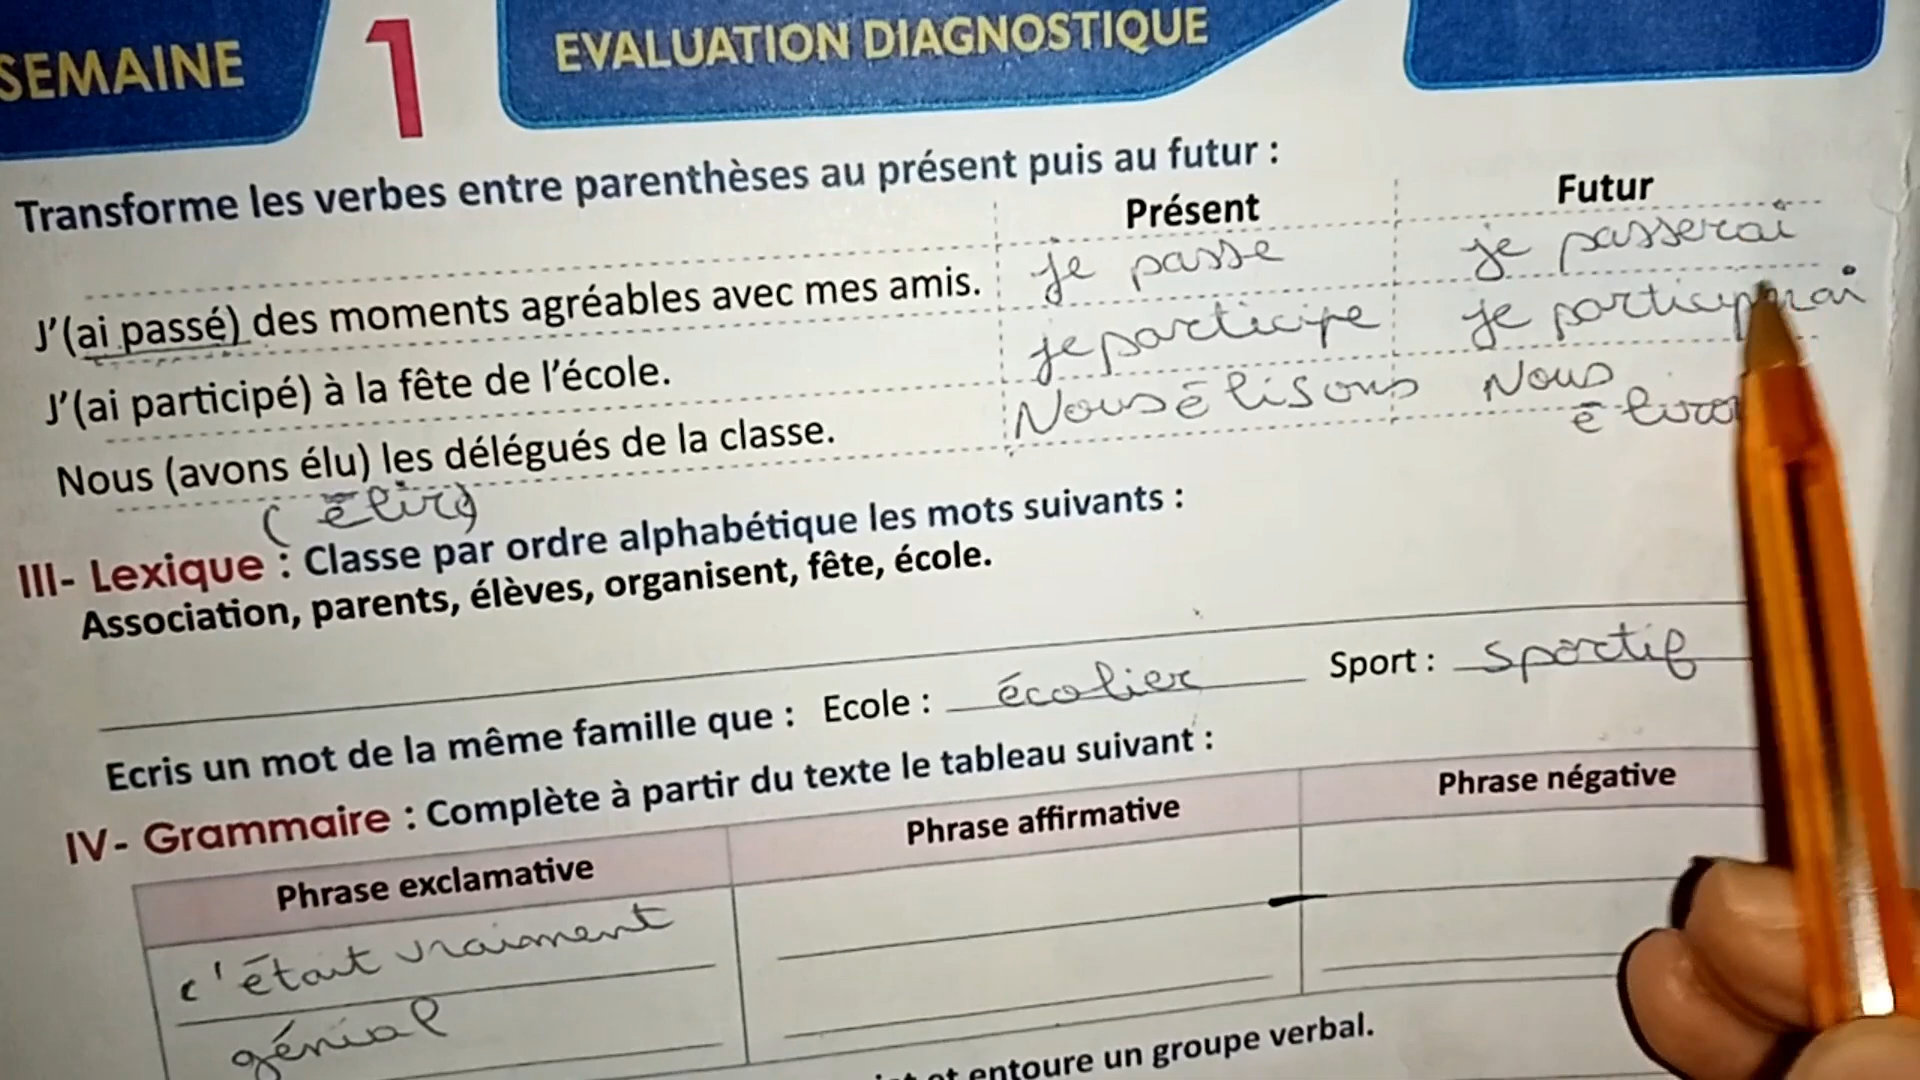 SEMAINE 1 EVALUATION DIAGNOSTIQUE
Transforme les verbes entre parenthèses au présent puis au futur :
Présent Futur
J'(ai passé) des moments agréables avec mes amis. je passe je passerai
J'(ai participé) à la fête de l'école. je participe je
Nous (avons élu) les délégués de la classe. Nous élisons Nous
(élire)
III- Lexique : Classe par ordre alphabétique les mots suivants :
Association, parents, élèves, organisent, fête, école.
Ecris un mot de la même famille que : Ecole : écolier Sport : sportif
IV- Grammaire : Complète à partir du texte le tableau suivant :
Phrase exclamative Phrase affirmative Phrase négative
c'était vraiment
génial
et entoure un groupe verbal.